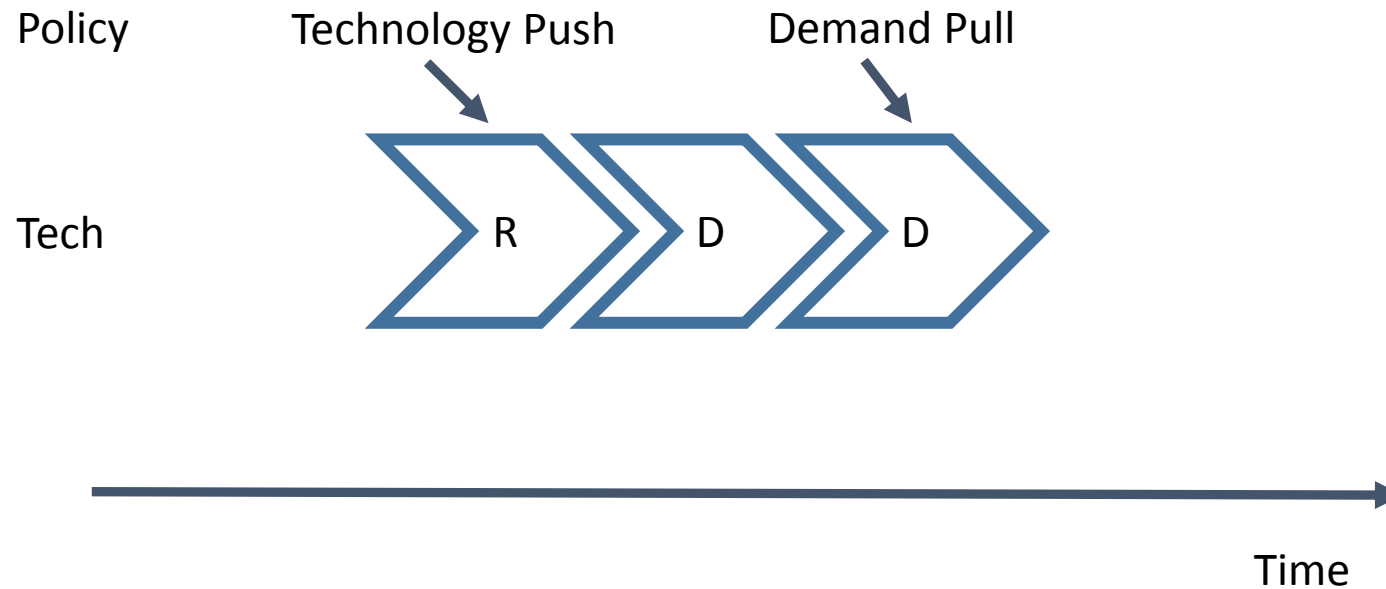 Policy
Technology Push
Demand Pull
Tech
R
D
D
Time